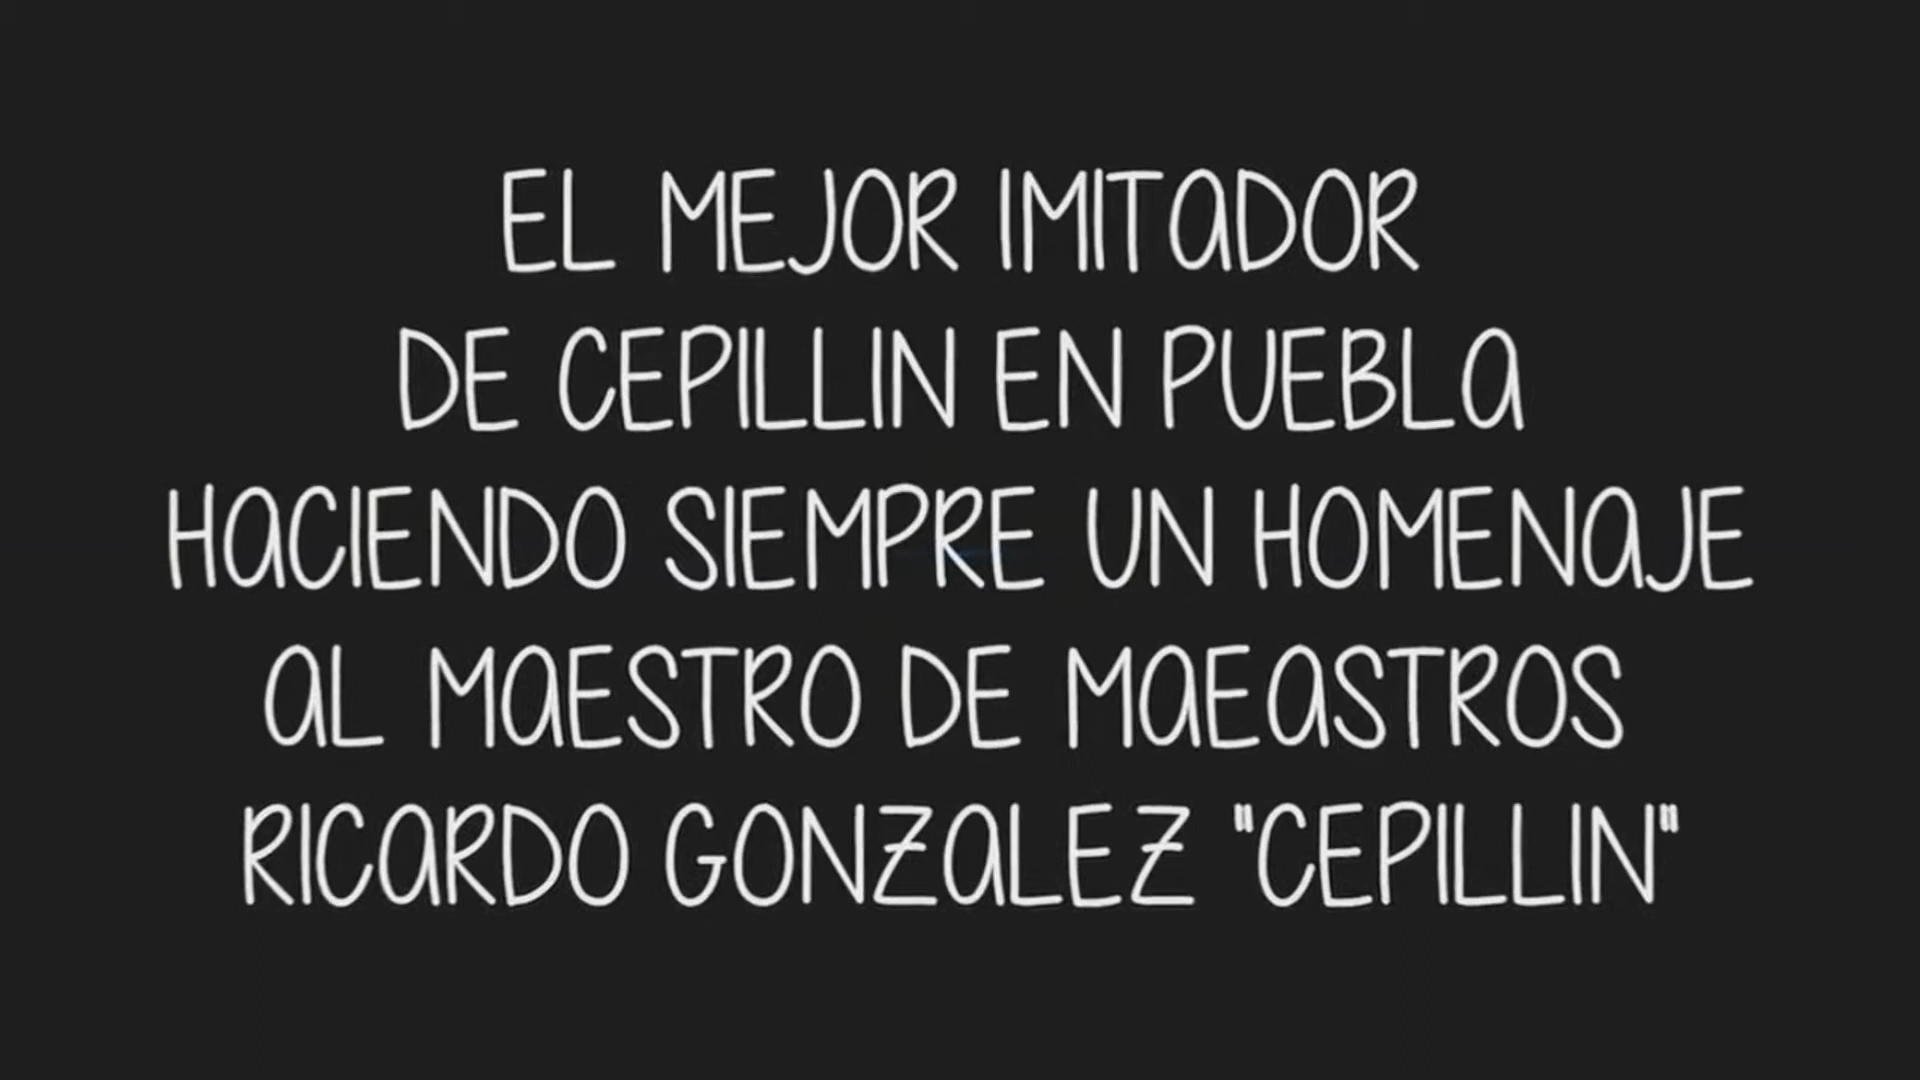 EL MEJOR IMITADOR
DE CEPILLIN EN PUEBLA
HACIENDO SIEMPRE UN HOMENAJE
AL MAESTRO DE MAEASTROS
RICARDO GONZALEZ "CEPILLIN"